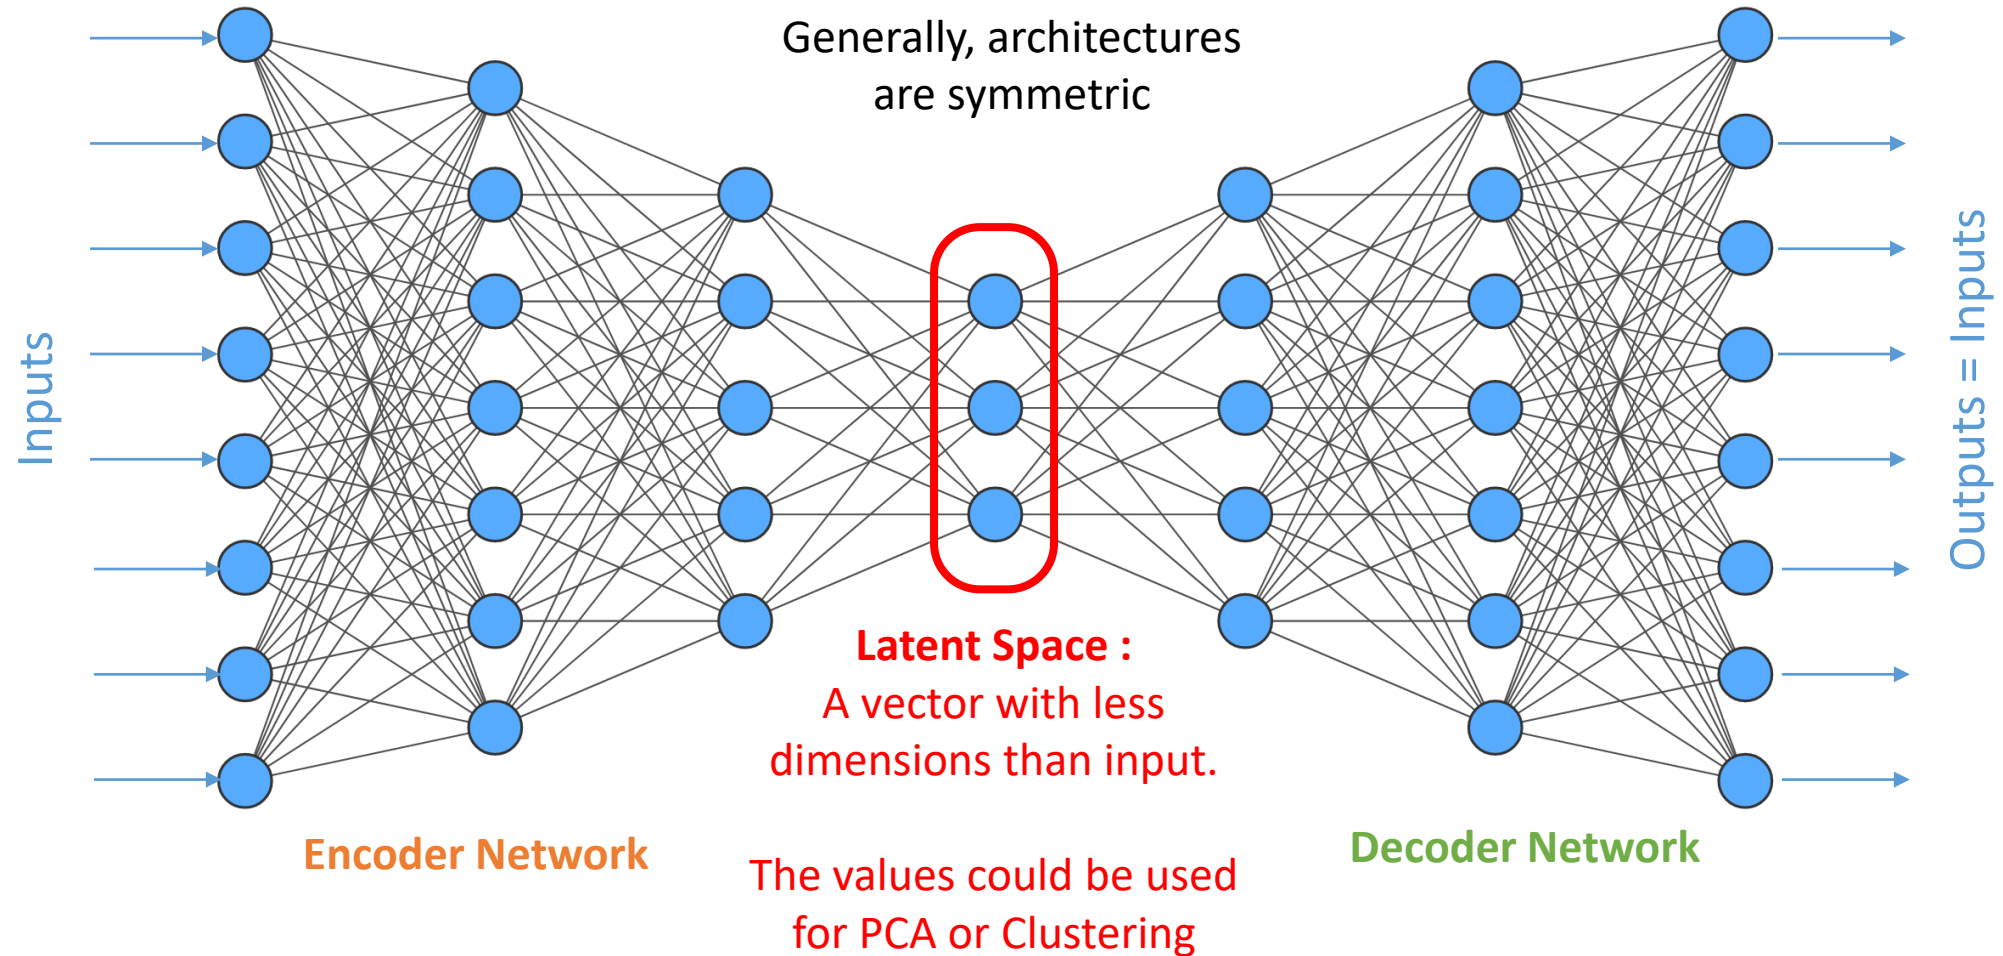 Generally, architectures
are symmetric
Inputs
Outputs = Inputs
Latent Space :
A vector with less
dimensions than input.
Encoder Network
Decoder Network
The values could be used
for PCA or Clustering